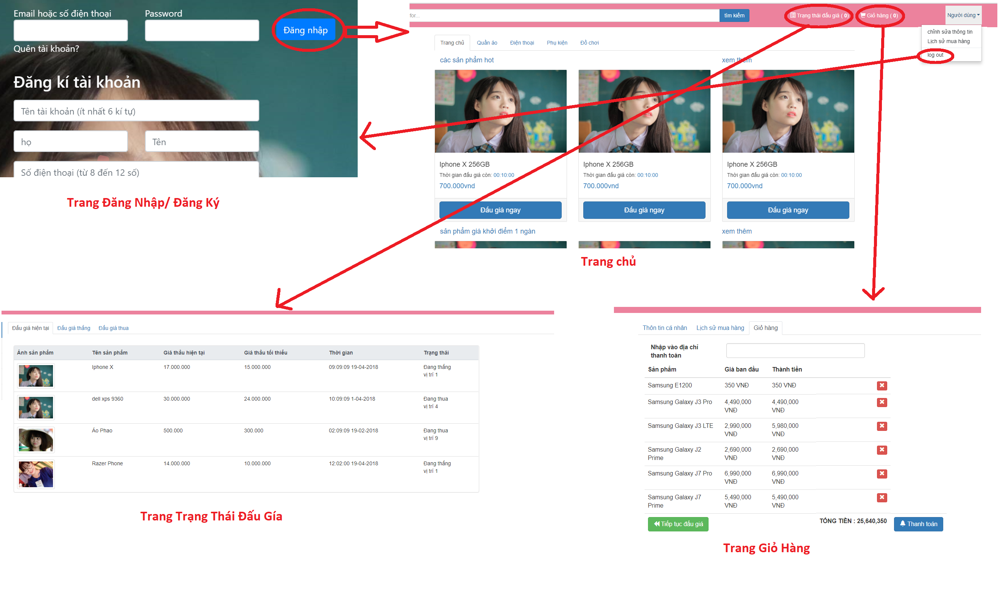 Email hoặc số điện thoại
Password
Đăng nhập
Quên tài khoản?
Đăng kí tài khoản
Tên tài khoản (ít nhất 6 kí tự)
họ
Tên
Số điện thoại (từ 8 đến 12 số)
Trang Đăng Nhập/ Đăng Ký
for...
tìm kiếm
Trạng thái đấu giá ( 0)
Giỏ hàng ( 0)
Người dùng
chỉnh sửa thông tin
Lịch sử mua hàng
log out
Trang chủ
Quần áo
Điện thoại
Phụ kiện
Đồ chơi
các sản phẩm hot
xem thêm
Iphone X 256GB
Thời gian đấu giá còn: 00:10:00
700.000vnd
Đấu giá ngay
Iphone X 256GB
Thời gian đấu giá còn: 00:10:00
700.000vnd
Đấu giá ngay
Iphone X 256GB
Thời gian đấu giá còn: 00:10:00
700.000vnd
Đấu giá ngay
sản phẩm giá khởi điểm 1 ngàn
xem thêm
Trang chủ
Đấu giá hiện tại
Đấu giá thắng
Đấu giá thua
Ảnh sản phẩm
Tên sản phẩm
Giá thầu hiện tại
Giá thầu tối thiểu
Thời gian
Trạng thái
Iphone X
17.000.000
15.000.000
09:09:09 19-04-2018
Đang thắng
vị trí 1
dell xps 9360
30.000.000
24.000.000
10:09:09 1-04-2018
Đang thua
vị trí 4
Áo Phao
500.000
300.000
02:09:09 19-02-2018
Đang thua
vị trí 9
Razer Phone
14.000.000
10.000.000
12:02:00 19-04-2018
Đang thắng
vị trí 1
Trang Trạng Thái Đấu Gía
Thôn tin cá nhân
Lịch sử mua hàng
Giỏ hàng
Nhập vào địa chỉ
thanh toán
Sản phẩm
Giá ban đầu
Thành tiền
Samsung E1200
350 VNĐ
350 VNĐ
Samsung Galaxy J3 Pro
4,490,000
VNĐ
4,490,000
VNĐ
Samsung Galaxy J3 LTE
2,990,000
VNĐ
5,980,000
VNĐ
Samsung Galaxy J2
Prime
2,690,000
VNĐ
2,690,000
VNĐ
Samsung Galaxy J7 Pro
6,990,000
VNĐ
6,990,000
VNĐ
Samsung Galaxy J7
Prime
5,490,000
VNĐ
5,490,000
VNĐ
Tiếp tục đấu giá
TỔNG TIỀN : 25,640,350
Thanh toán
Trang Giỏ Hàng